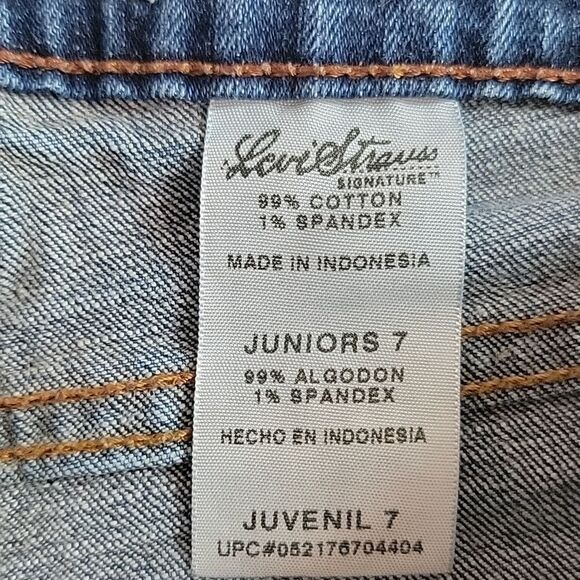 Levi Strauss
SIGNATURE™
99% COTTON
1% SPANDEX
MADE IN INDONESIA
JUNIORS 7
99% ALGODON
1% SPANDEX
HECHO EN INDONESIA
JUVENIL 7
UPC#052176704404